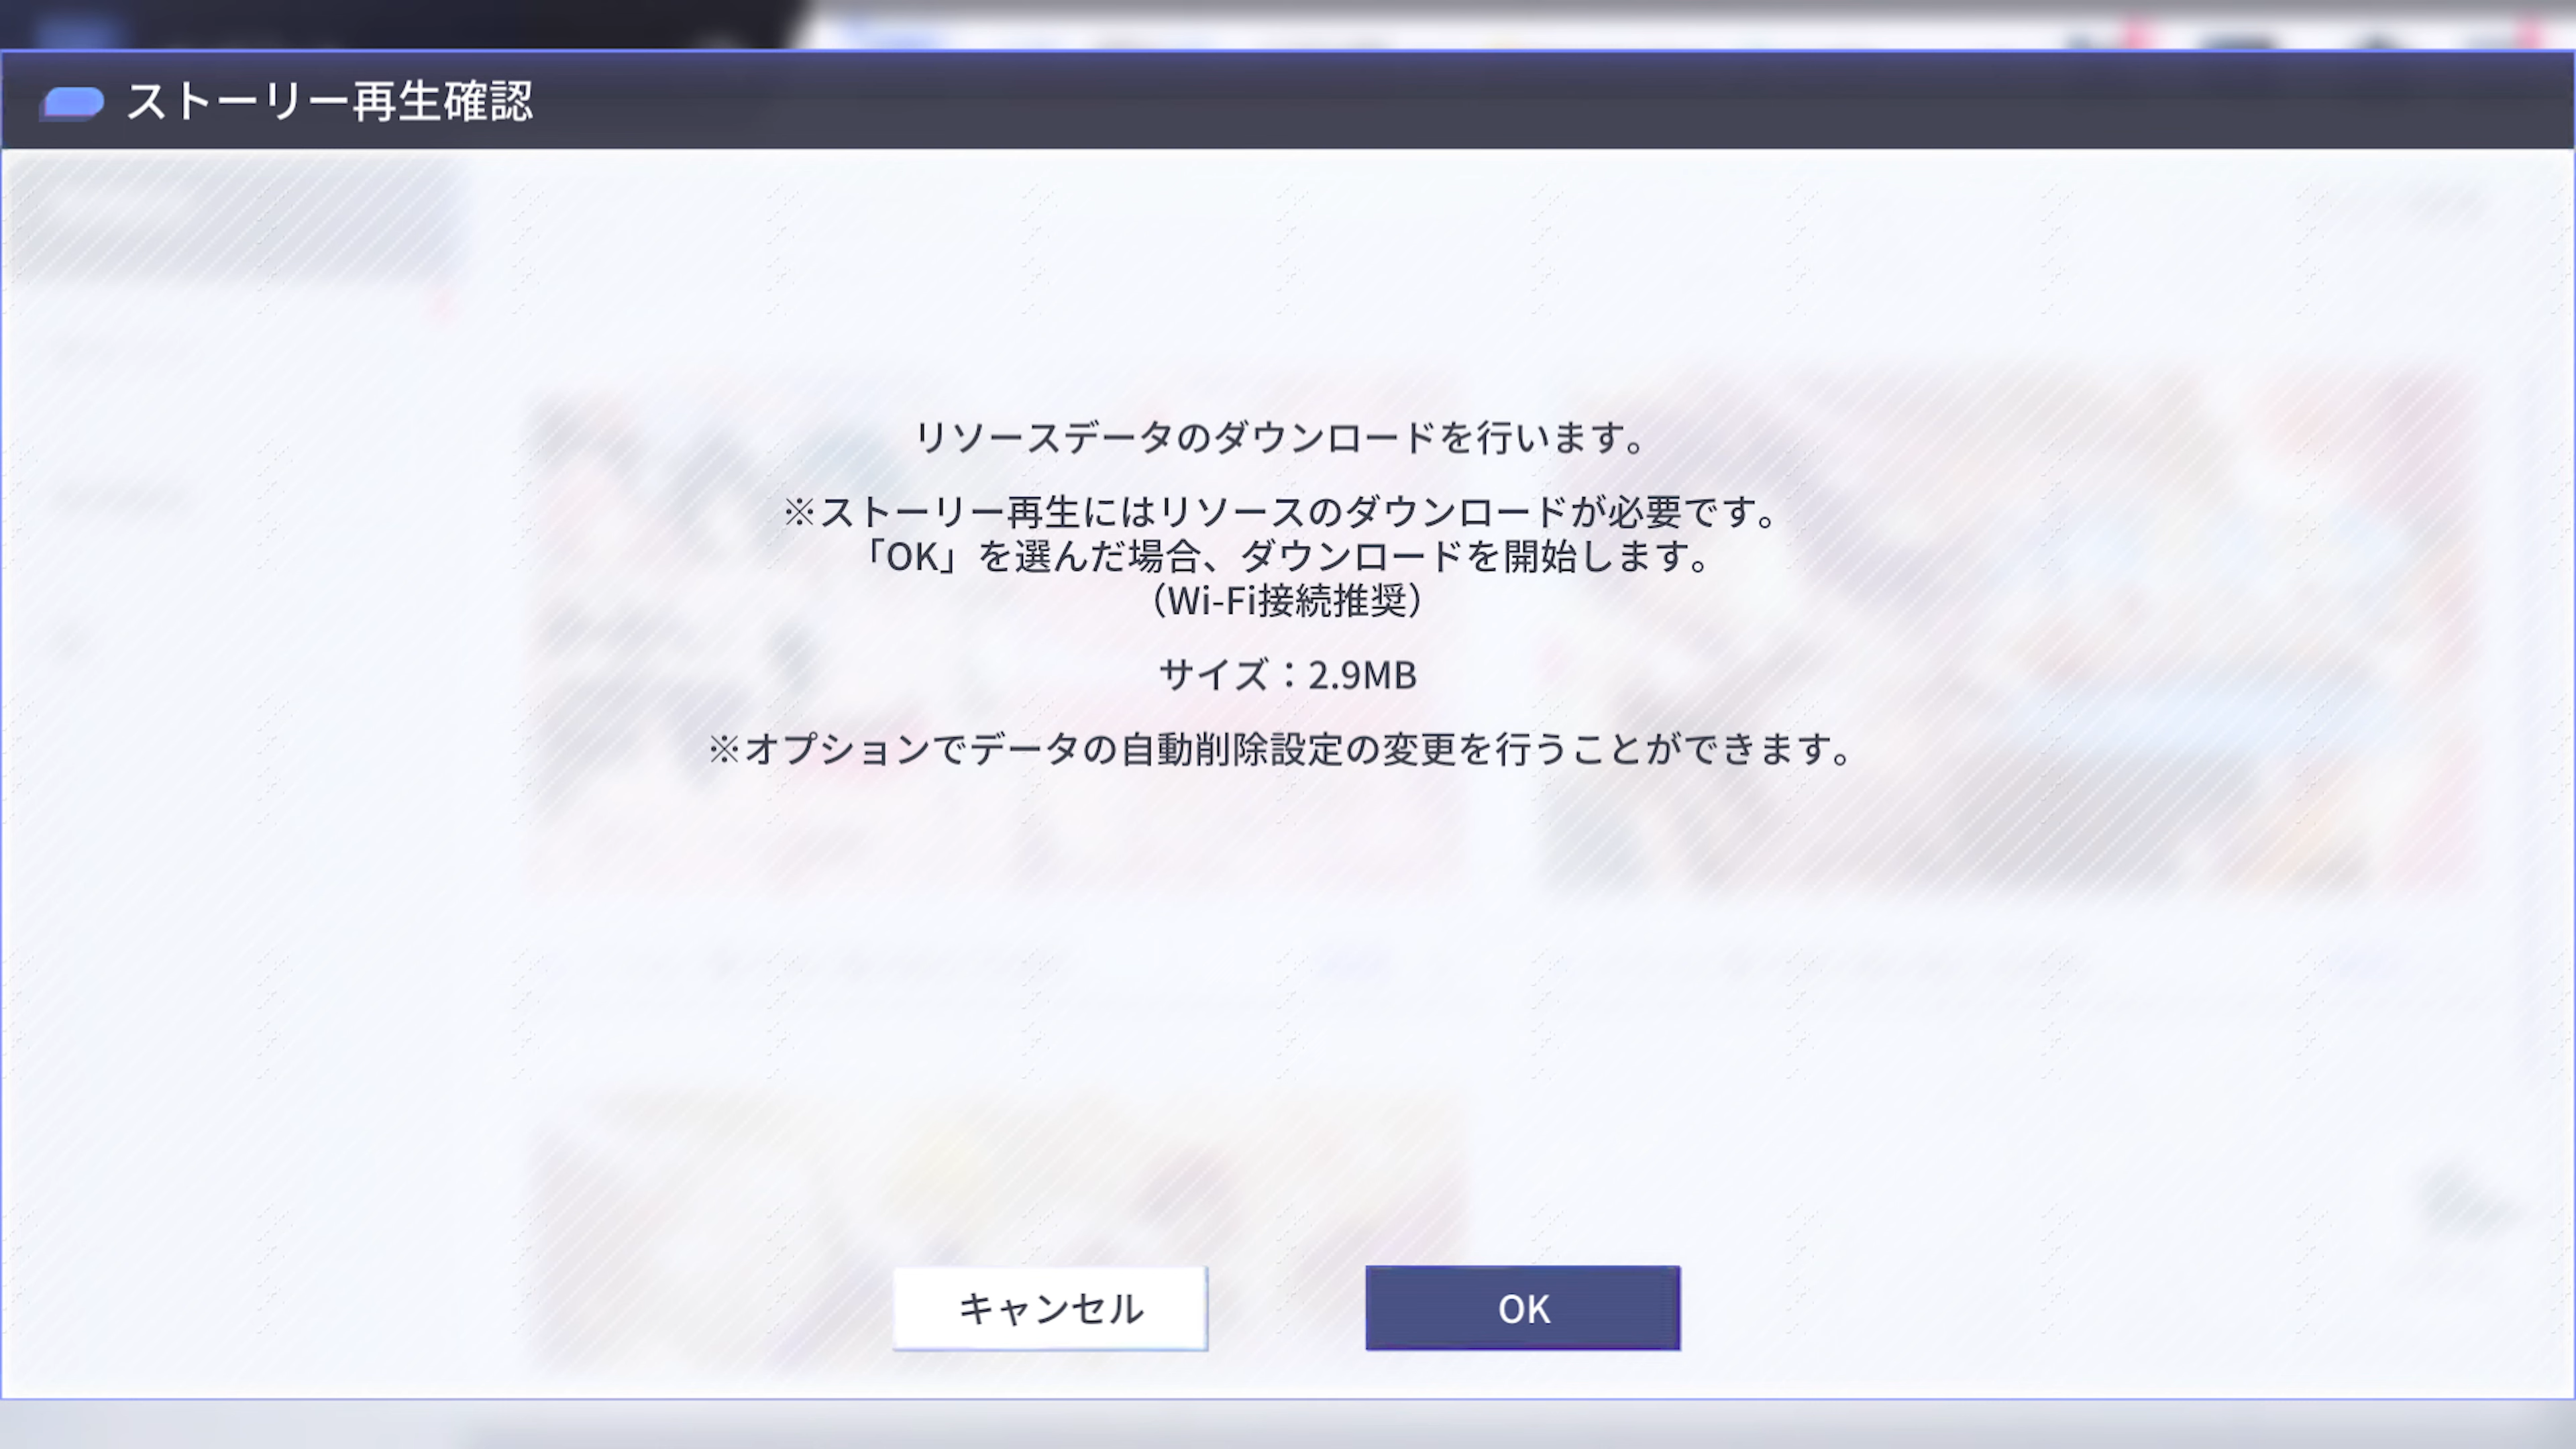 ストーリー再生確認
リソースデータのダウンロードを行います。
※ストーリー再生にはリソースのダウンロードが必要です。
「OK」を選んだ場合、ダウンロードを開始します。
（Wi-Fi接続推奨）
サイズ：2.9MB
※オプションでデータの自動削除設定の変更を行うことができます。
キャンセル
OK